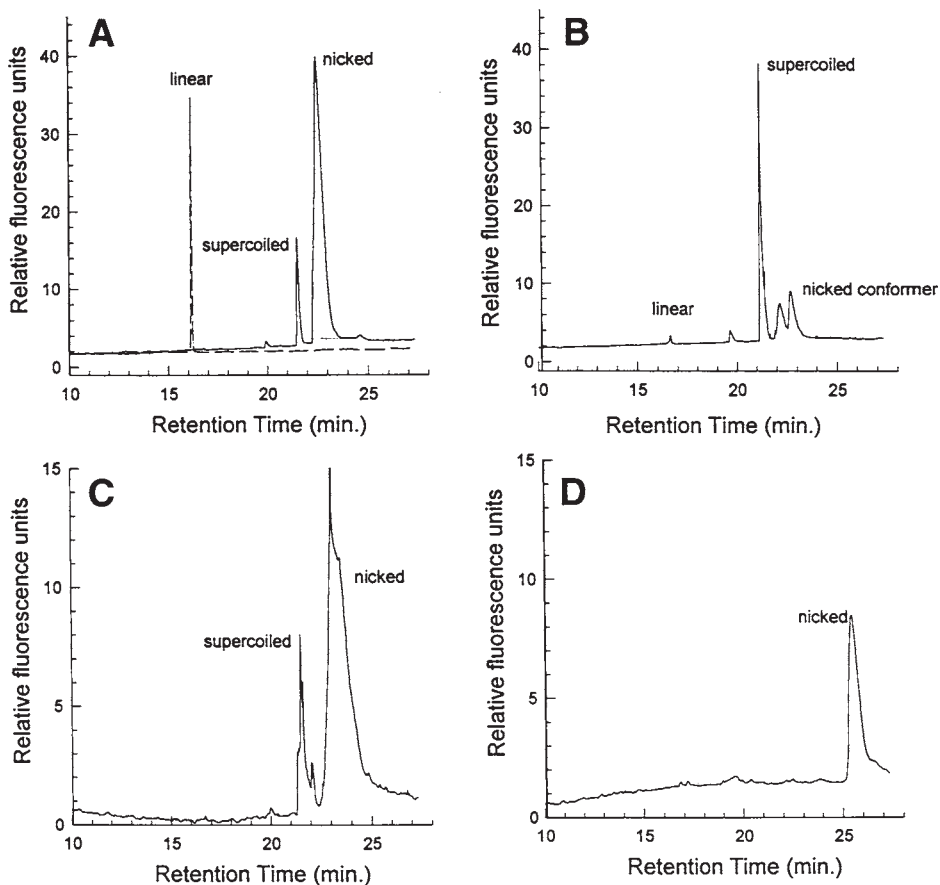 A
Relative fluorescence units
40
30
20
10
0
linear
supercoiled
nicked
10
15
20
25
Retention Time (min.)
B
Relative fluorescence units
40
30
20
10
0
supercoiled
linear
nicked conformer
10
15
20
25
Retention Time (min.)
C
Relative fluorescence units
15
10
5
0
supercoiled
nicked
10
15
20
25
Retention Time (min.)
D
Relative fluorescence units
15
10
5
0
nicked
10
15
20
25
Retention Time (min.)